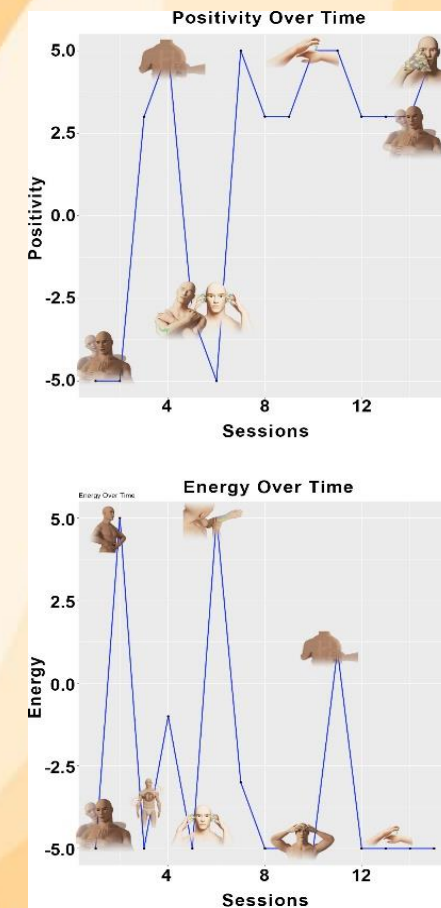 Positivity Over Time
5.0
2.5
0.0
-2.5
-5.0
Positivity
4
8
12
Sessions
Energy Over Time
Energy Over Time
5.0
2.5
0.0
-2.5
-5.0
Energy
4
8
12
Sessions